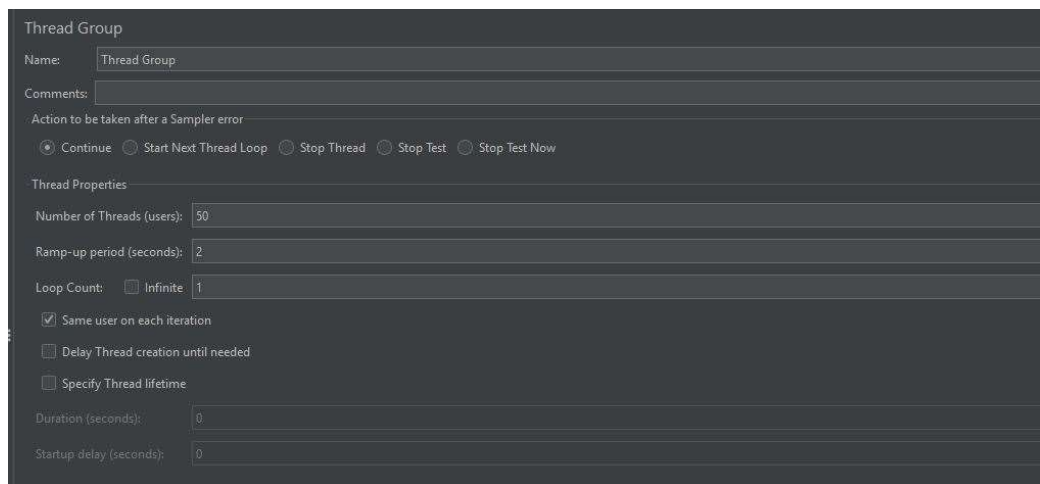 Thread Group
Name: Thread Group
Comments:
Action to be taken after a Sampler error
Continue Start Next Thread Loop Stop Thread Stop Test Stop Test Now
Thread Properties
Number of Threads (users): 50
Ramp-up period (seconds): 2
Loop Count: Infinite 1
Same user on each iteration
Delay Thread creation until needed
Specify Thread lifetime
Duration (seconds): 0
Startup delay (seconds): 0